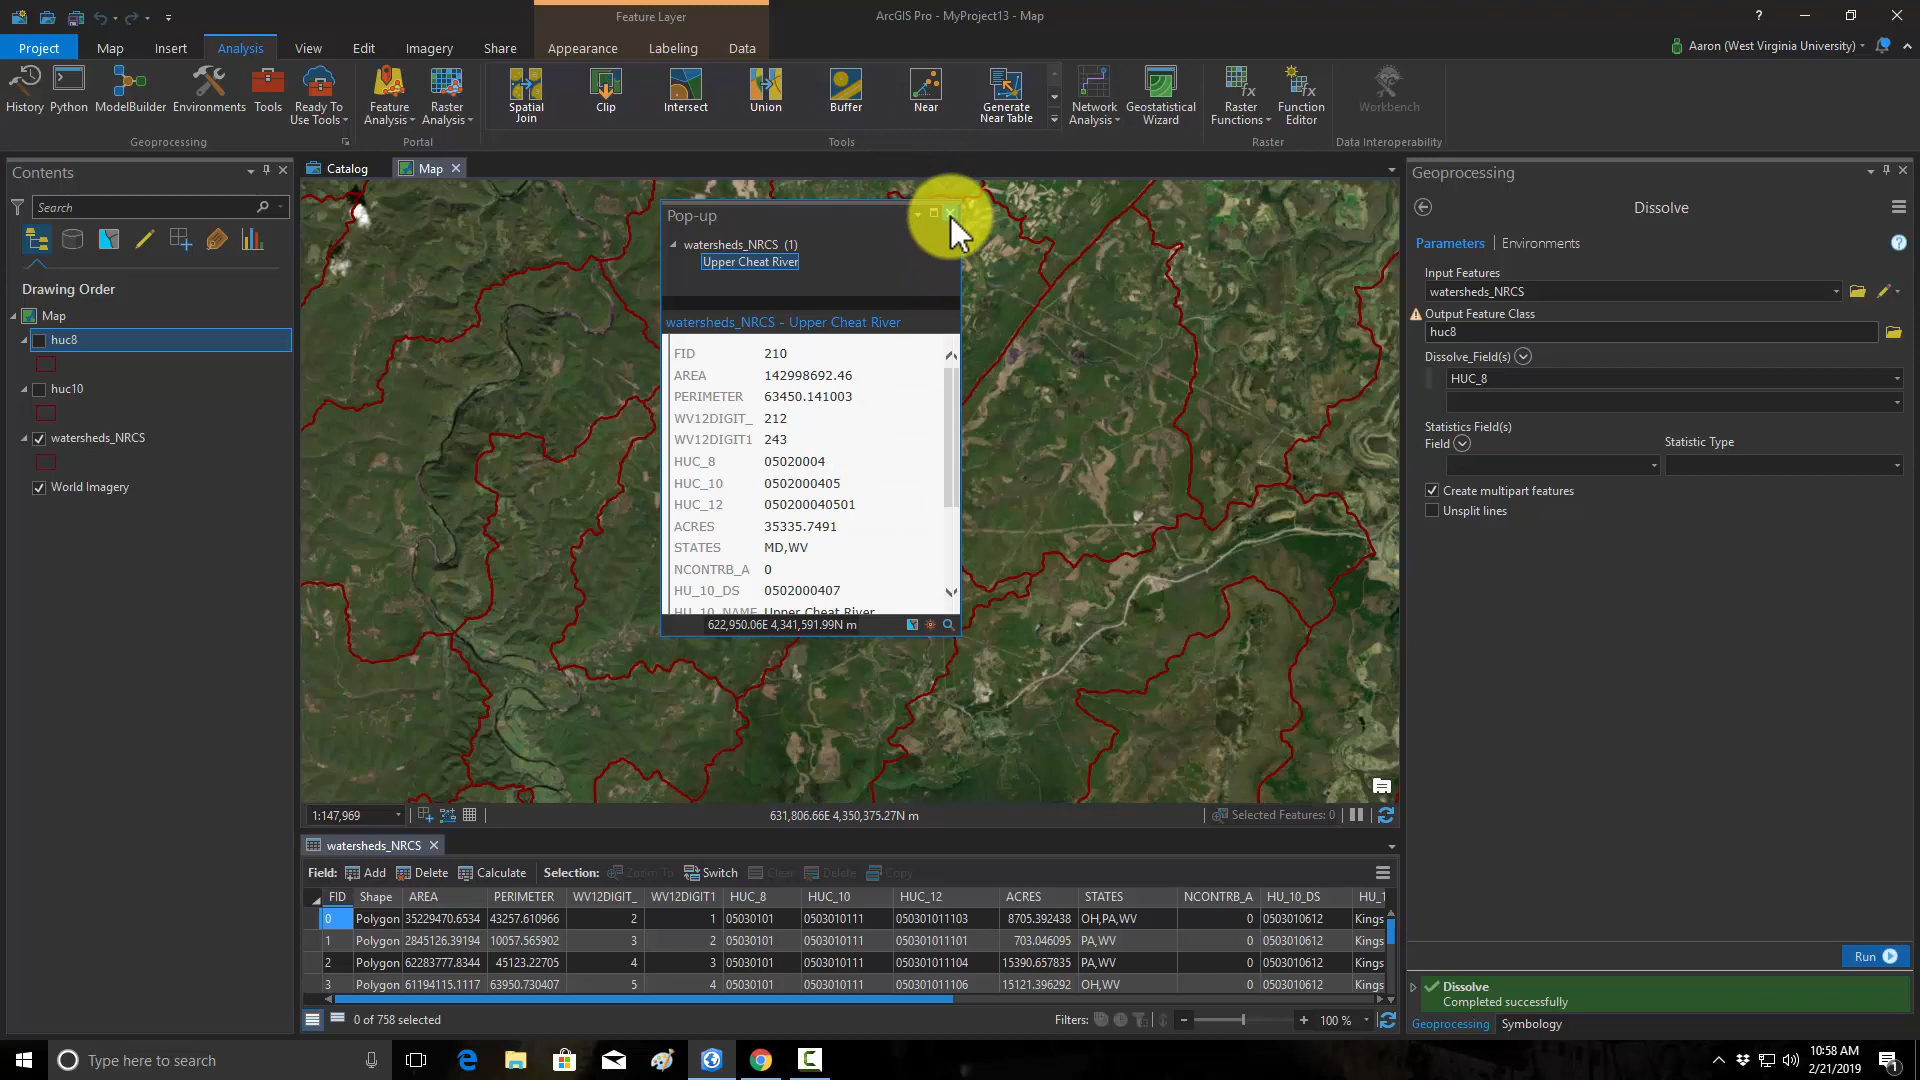 Feature Layer
ArcGIS Pro - MyProject13 - Map
?
Project Map Insert Analysis View Edit Imagery Share Appearance Labeling Data
Aaron (West Virginia University)
History Python ModelBuilder Environments Tools Ready To Use Tools Feature Analysis Raster Analysis Spatial Join Clip Intersect Union Buffer Near Generate Near Table Network Analysis Geostatistical Wizard Raster Functions Function Editor Workbench
Geoprocessing Portal Tools Raster Data Interoperability
Contents
Search
Drawing Order
Map
huc8
huc10
watersheds_NRCS
World Imagery
Catalog Map
Pop-up
watersheds_NRCS (1)
Upper Cheat River
watersheds_NRCS - Upper Cheat River
FID 210
AREA 142998692.46
PERIMETER 63450.141003
WV12DIGIT_ 212
WV12DIGIT1 243
HUC_8 05020004
HUC_10 0502000405
HUC_12 050200040501
ACRES 35335.7491
STATES MD,WV
NCONTRB_A 0
HU_10_DS 0502000407
HU_10_NAME Upper Cheat River
622,950.06E 4,341,591.99N m
1:147,969 631,806.66E 4,350,375.27N m Selected Features: 0
watersheds_NRCS
Field: Add Delete Calculate Selection: Zoom To Switch Clear Delete Copy
FID Shape AREA PERIMETER WV12DIGIT_ WV12DIGIT1 HUC_8 HUC_10 HUC_12 ACRES STATES NCONTRB_A HU_10_DS HU_1
0 Polygon 35229470.6534 43257.610966 2 1 05030101 0503010111 050301011103 8705.392438 OH,PA,WV 0 0503010612 Kings
1 Polygon 2845126.39194 10057.565902 3 2 05030101 0503010111 050301011101 703.046095 PA,WV 0 0503010612 Kings
2 Polygon 62283777.8344 45123.22705 4 3 05030101 0503010111 050301011104 15390.657835 PA,WV 0 0503010612 Kings
3 Polygon 61194115.1117 63950.730407 5 4 05030101 0503010111 050301011106 15121.396292 OH,WV 0 0503010612 Kings
0 of 758 selected Filters: - + 100 %
Geoprocessing
Dissolve
Parameters Environments ?
Input Features
watersheds_NRCS
Output Feature Class
huc8
Dissolve_Field(s)
HUC_8
Statistics Field(s)
Field Statistic Type
Create multipart features
Unsplit lines
Run
Dissolve
Completed successfully
Geoprocessing Symbology
Type here to search
10:58 AM
2/21/2019
1